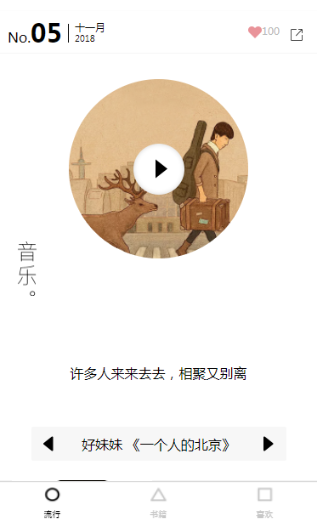 No.05
十一月
2018
100
音乐。
许多人来来去去，相聚又别离
好妹妹 《一个人的北京》
流行
书籍
喜欢